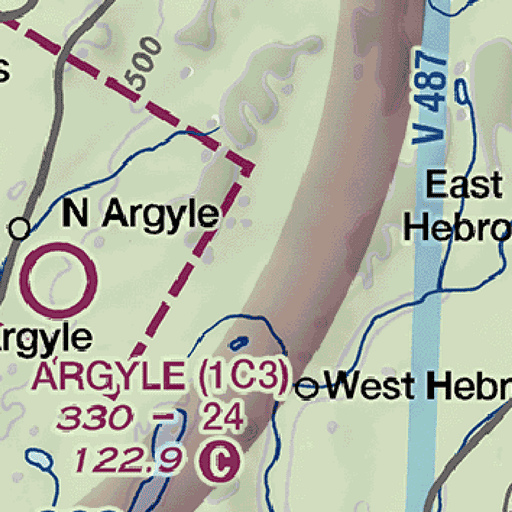 500
V 487
East
Hebro
N Argyle
rgyle
ARGYLE (1C3)
330 - 24
122.9 C
West Hebr